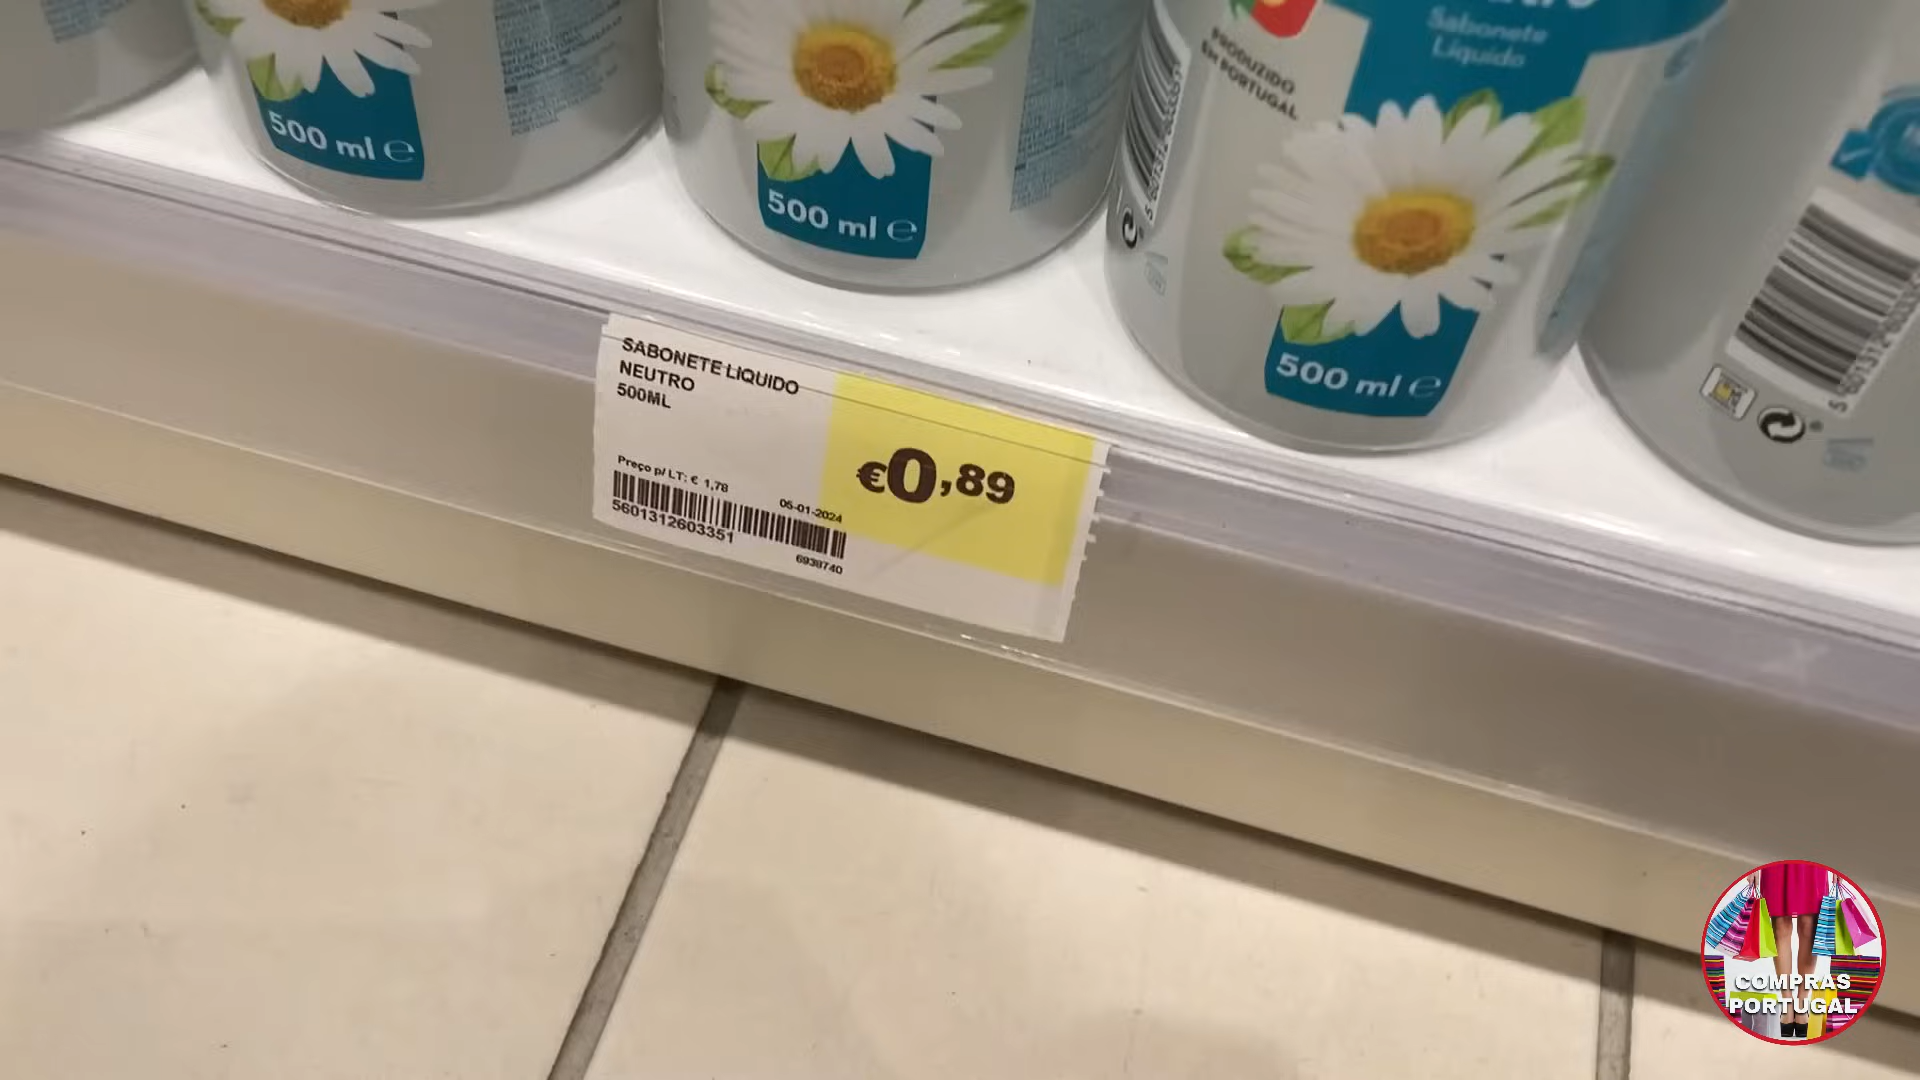 Sabonete
Líquido
PRODUZIDO
EM PORTUGAL
500 ml e
500 ml e
500 ml e
SABONETE LIQUIDO
NEUTRO
500ML
€0,89
Preço p/ LT: € 1,78
05-01-2024
5601312603351
6938740
COMPRAS
PORTUGAL